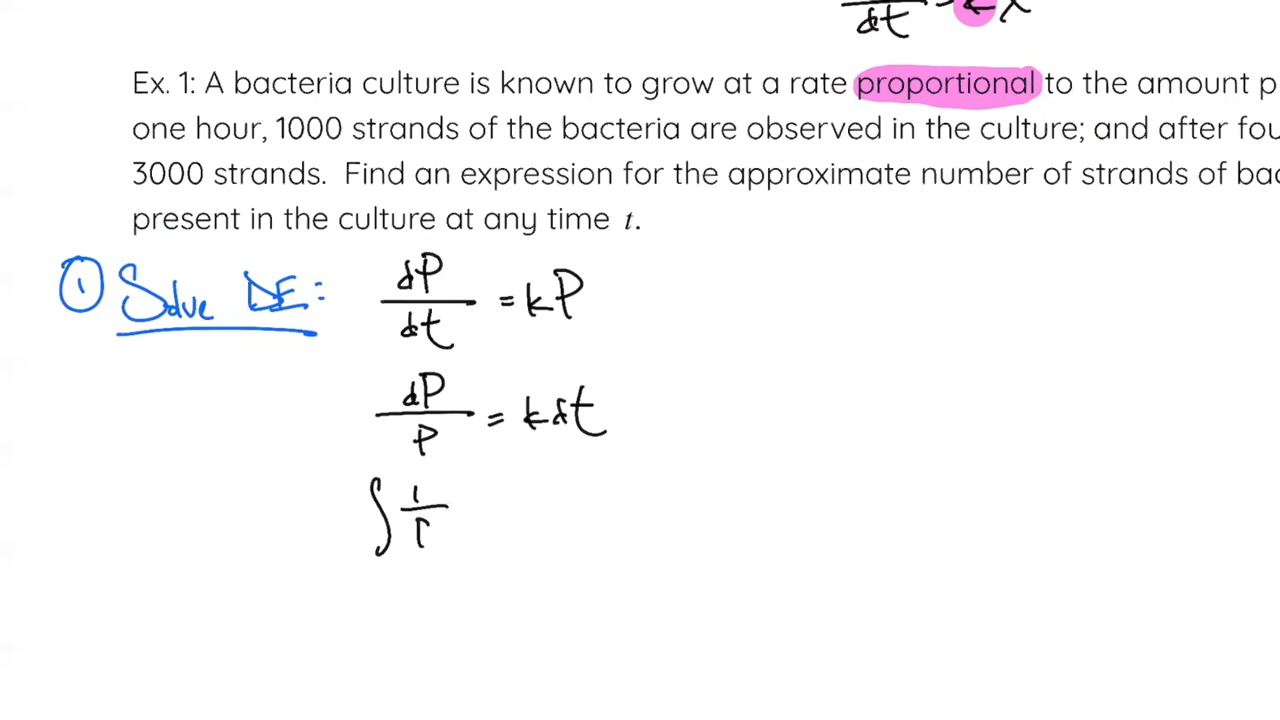 dt = k x
Ex. 1: A bacteria culture is known to grow at a rate proportional to the amount p
one hour, 1000 strands of the bacteria are observed in the culture; and after fou
3000 strands. Find an expression for the approximate number of strands of bac
present in the culture at any time t.
① Solve DE: dP/dt = kP
dP/P = k dt
∫ 1/P